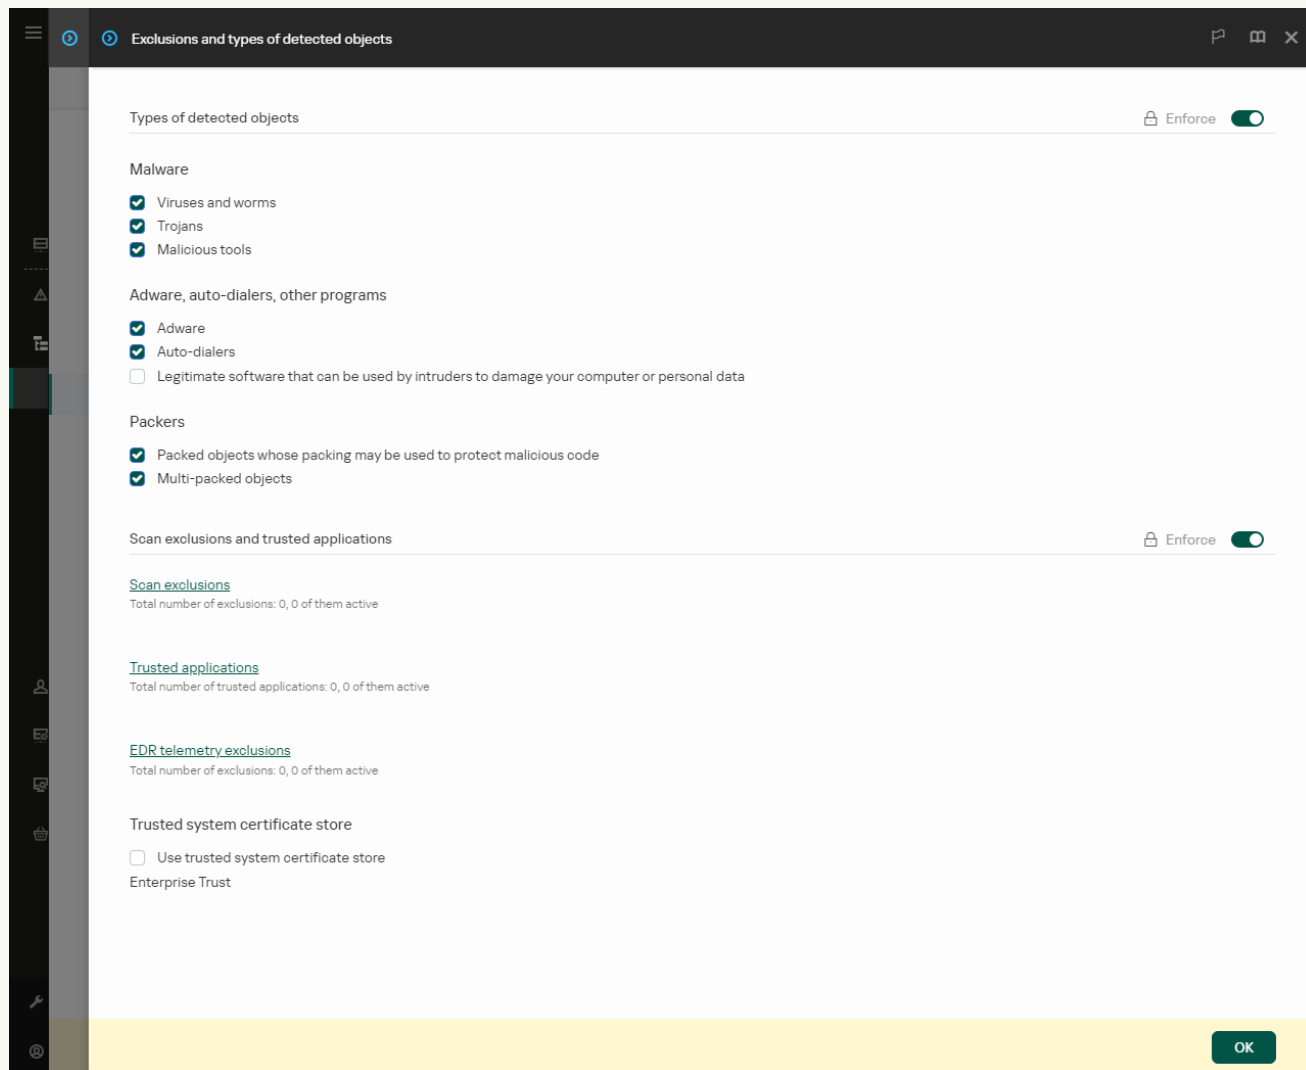 Exclusions and types of detected objects
Types of detected objects
Enforce
Malware
Viruses and worms
Trojans
Malicious tools
Adware, auto-dialers, other programs
Adware
Auto-dialers
Legitimate software that can be used by intruders to damage your computer or personal data
Packers
Packed objects whose packing may be used to protect malicious code
Multi-packed objects
Scan exclusions and trusted applications
Enforce
Scan exclusions
Total number of exclusions: 0, 0 of them active
Trusted applications
Total number of trusted applications: 0, 0 of them active
EDR telemetry exclusions
Total number of exclusions: 0, 0 of them active
Trusted system certificate store
Use trusted system certificate store
Enterprise Trust
OK